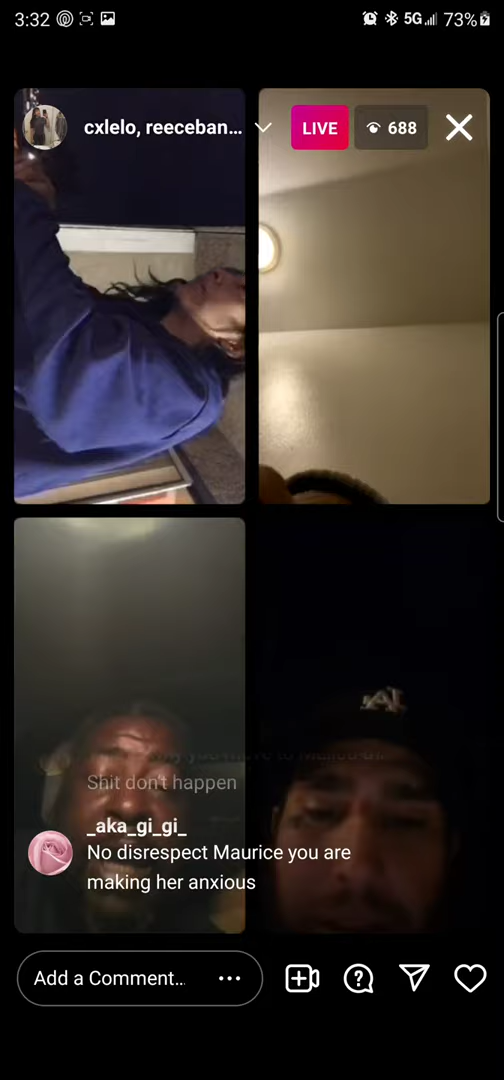 3:32 5G 73%
cxlelo, reeceban... LIVE 688
Shit don't happen
_aka_gi_gi_
No disrespect Maurice you are
making her anxious
Add a Comment...